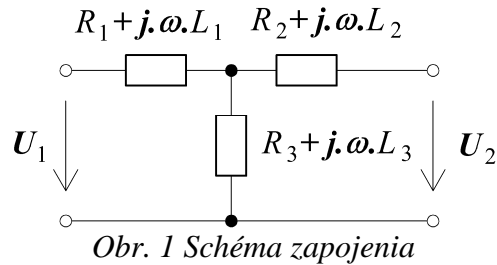 R₁+j.ω.L₁ R₂+j.ω.L₂
U₁ R₃+j.ω.L₃ U₂
Obr. 1 Schéma zapojenia